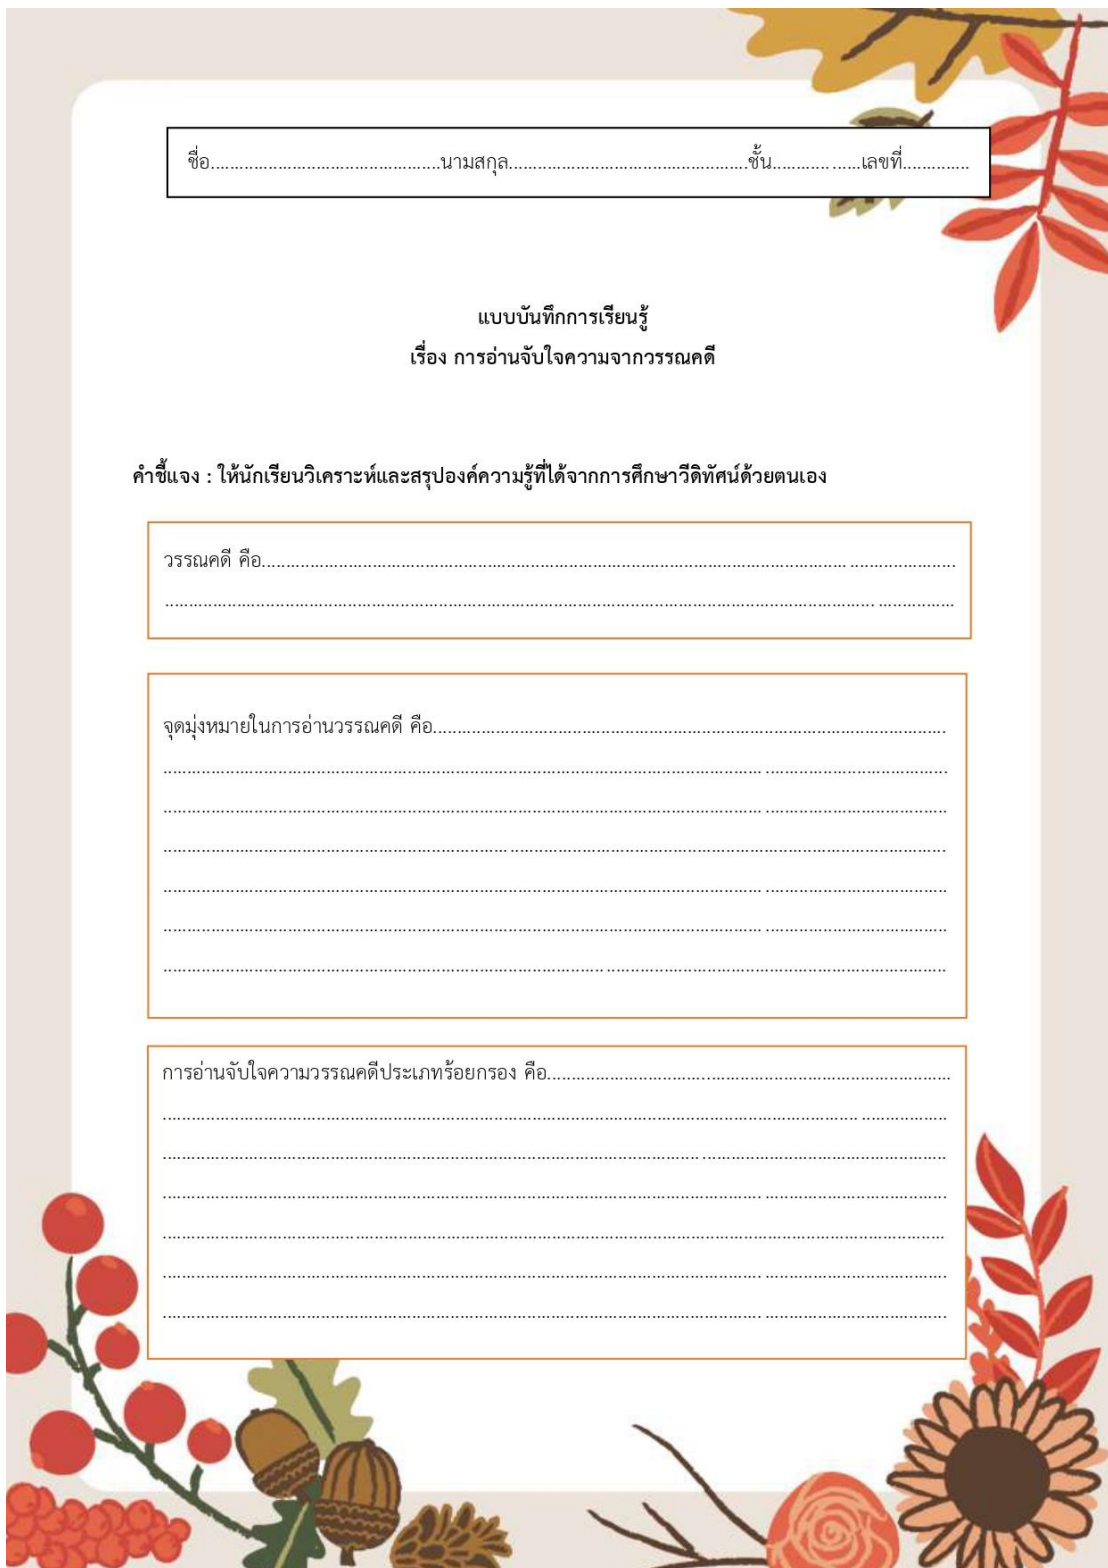 ชื่อ................................................นามสกุล..................................................ชั้น............ ......เลขที่..............
แบบบันทึกการเรียนรู้
เรื่อง การอ่านจับใจความจากวรรณคดี
คำชี้แจง : ให้นักเรียนวิเคราะห์และสรุปองค์ความรู้ที่ได้จากการศึกษาวีดิทัศน์ด้วยตนเอง
วรรณคดี คือ..........................................................................................................................
จุดมุ่งหมายในการอ่านวรรณคดี คือ..........................................................................................................
การอ่านจับใจความวรรณคดีประเภทร้อยกรอง คือ....................................................................................